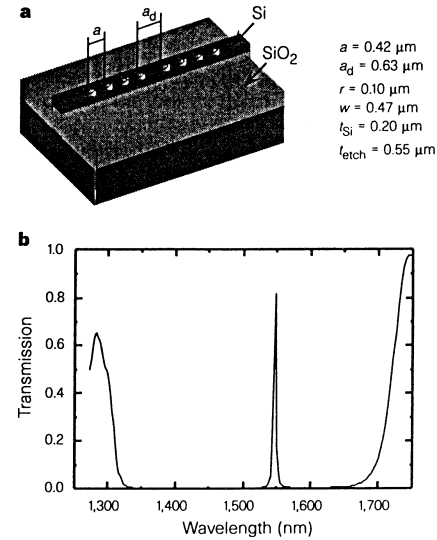 a
a
a_d
Si
SiO2
a = 0.42 µm
a_d = 0.63 µm
r = 0.10 µm
w = 0.47 µm
t_Si = 0.20 µm
t_etch = 0.55 µm
b
1.0
0.8
0.6
0.4
0.2
0.0
Transmission
1,300 1,400 1,500 1,600 1,700
Wavelength (nm)